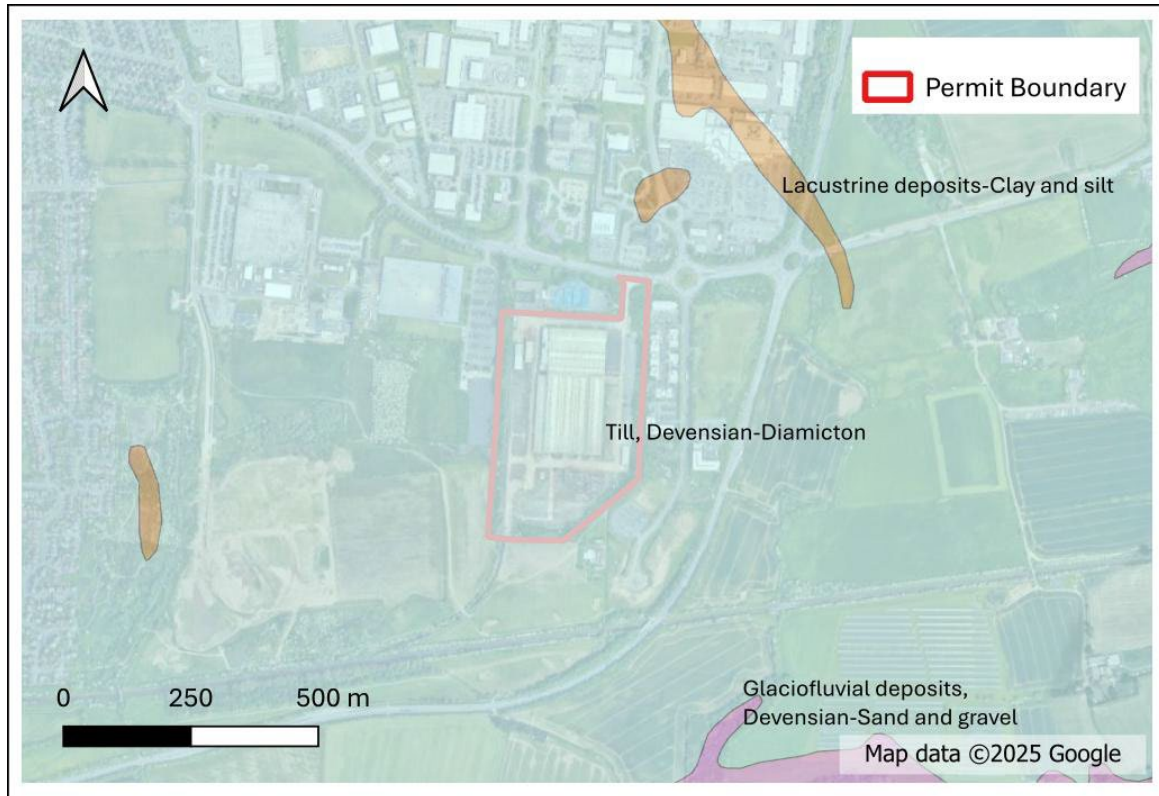 Permit Boundary
Lacustrine deposits-Clay and silt
Till, Devensian-Diamicton
Glaciofluvial deposits,
Devensian-Sand and gravel
0 250 500 m
Map data ©2025 Google